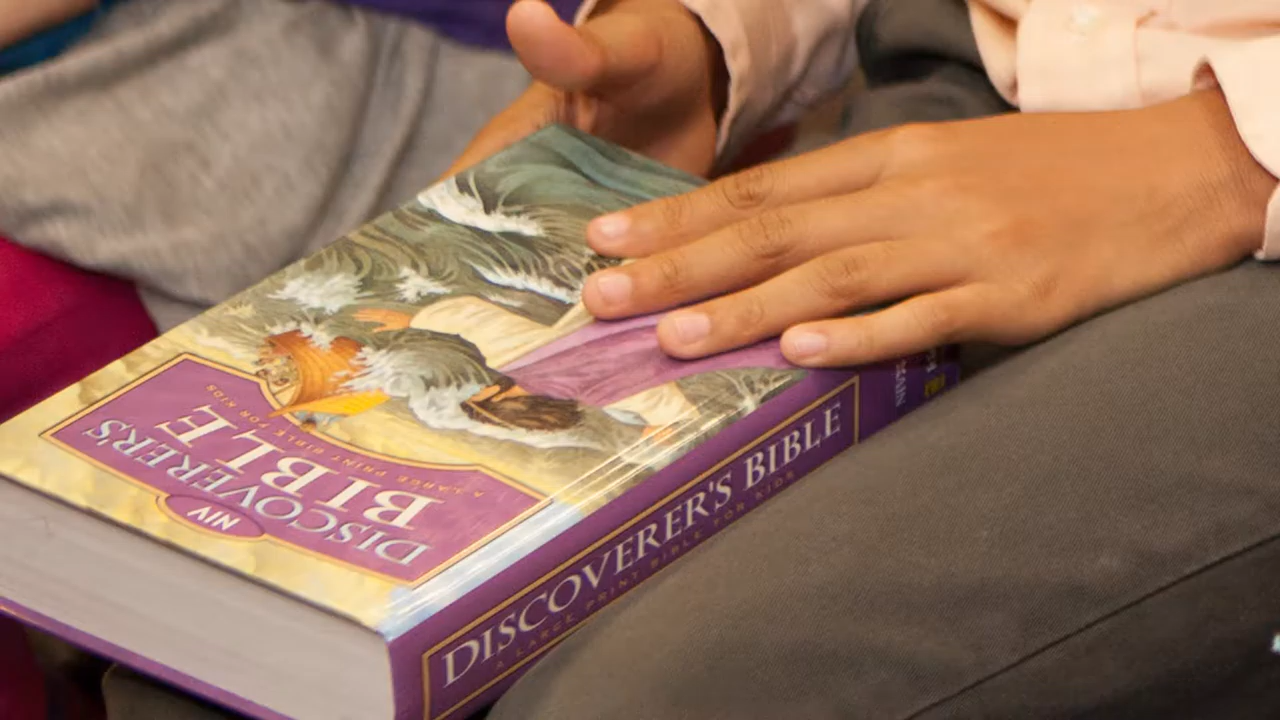 NIV
DISCOVERER'S
BIBLE
A LARGE PRINT BIBLE FOR KIDS
DISCOVERER'S BIBLE
A LARGE PRINT BIBLE FOR KIDS